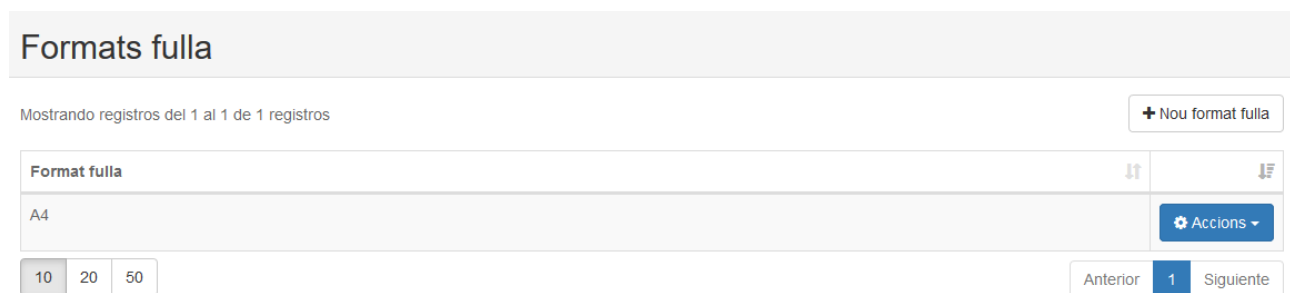 Formats fulla
Mostrando registros del 1 al 1 de 1 registros
Nou format fulla
Format fulla
A4
Accions
10 20 50
Anterior 1 Siguiente